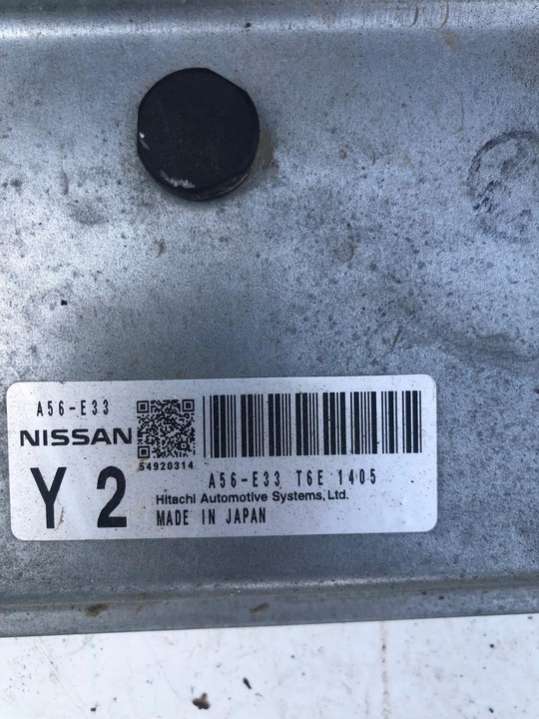 A56-E33
NISSAN
54920314
Y 2
A56-E33 T6E 1405
Hitachi Automotive Systems, Ltd.
MADE IN JAPAN